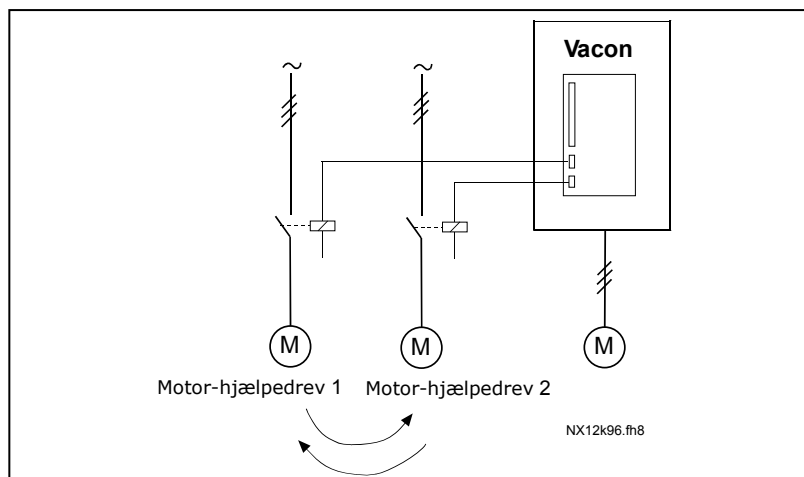 Vacon
M
M
M
Motor-hjælpedrev 1
Motor-hjælpedrev 2
NX12k96.fh8